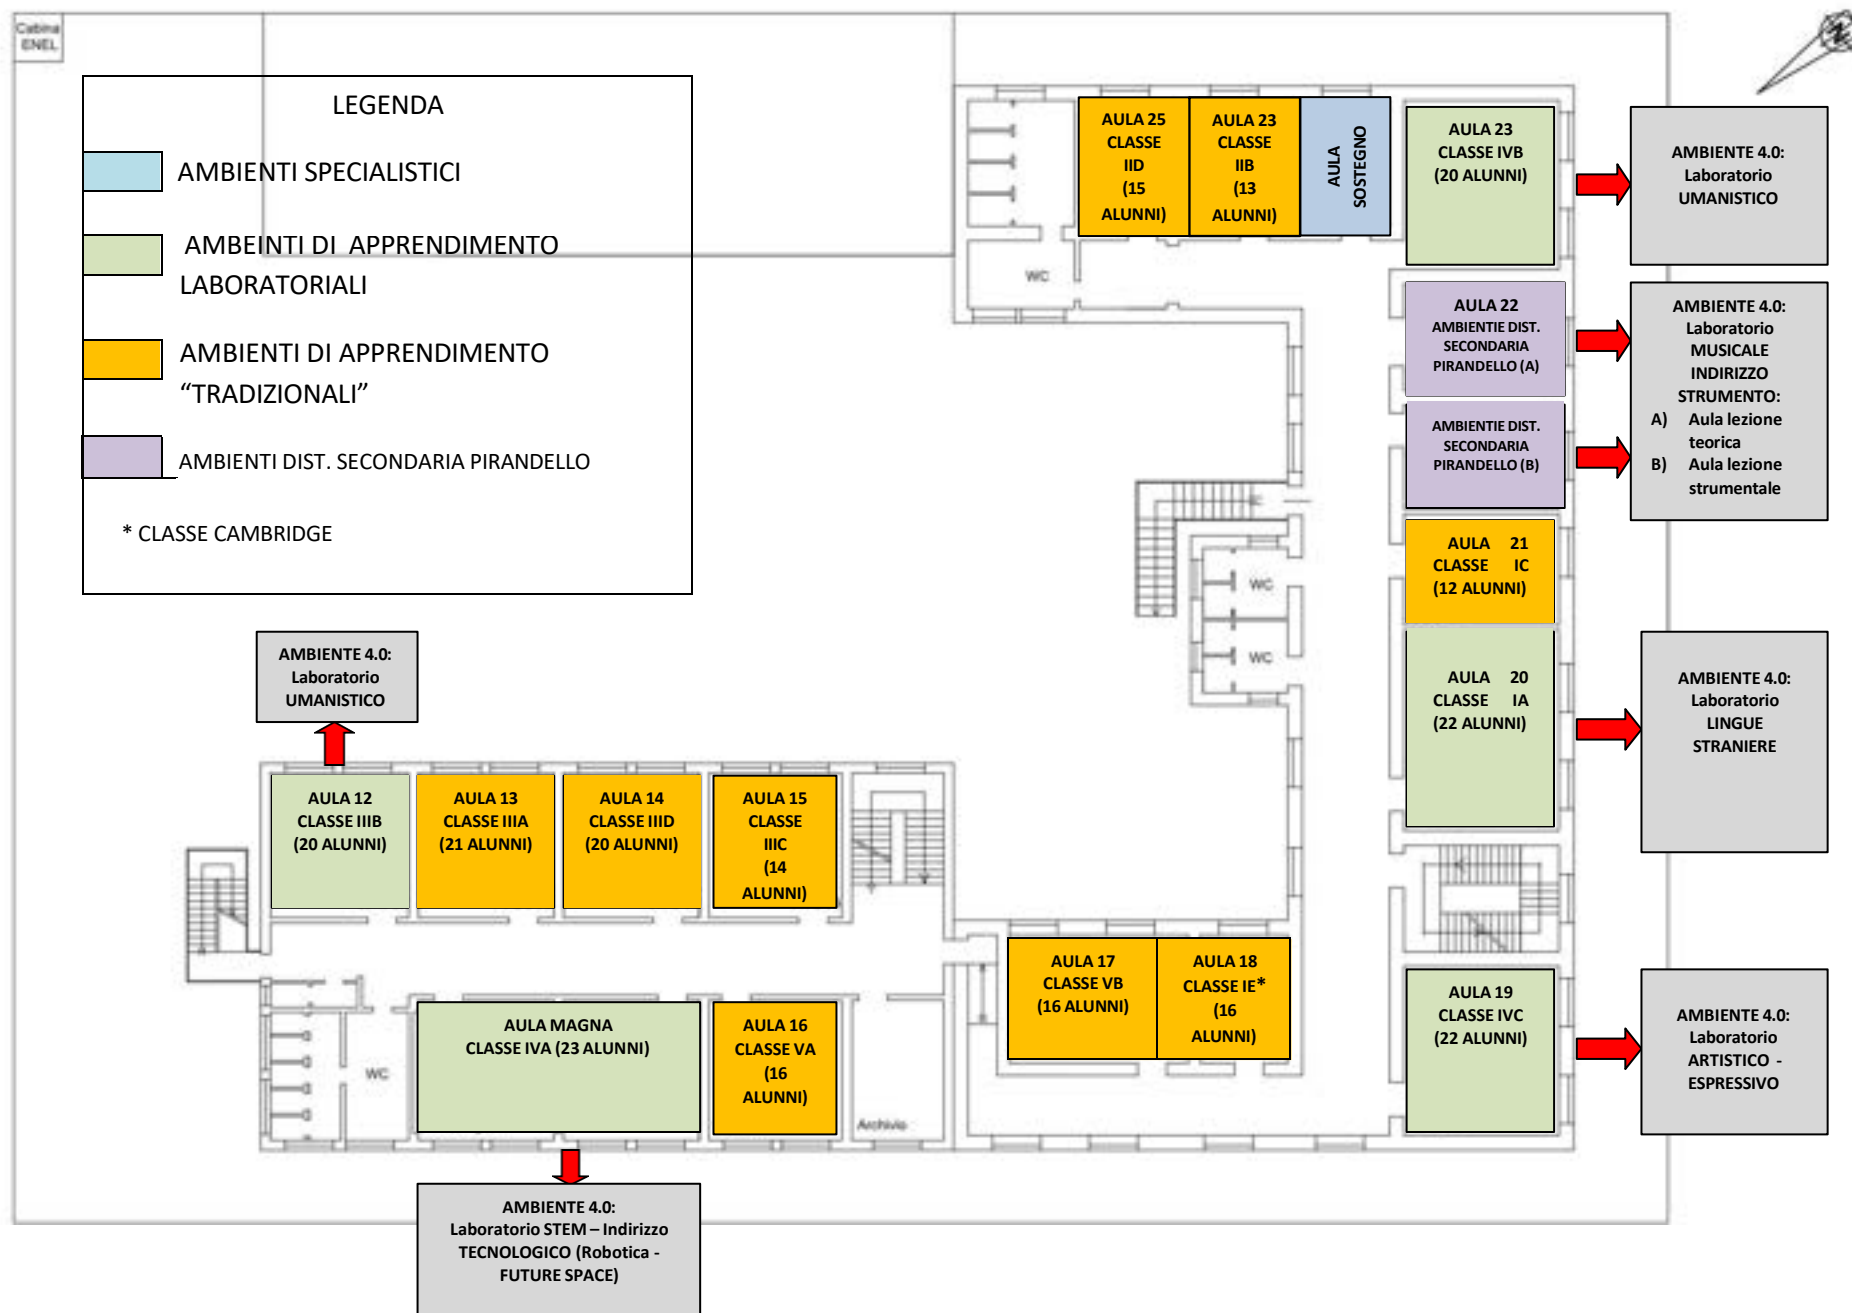 Cabina
ENEL
LEGENDA
AMBIENTI SPECIALISTICI
AMBEINTI DI APPRENDIMENTO
LABORATORIALI
AMBIENTI DI APPRENDIMENTO
“TRADIZIONALI”
AMBIENTI DIST. SECONDARIA PIRANDELLO
* CLASSE CAMBRIDGE
AULA 25
CLASSE
IID
(15
ALUNNI)
AULA 23
CLASSE
IIB
(13
ALUNNI)
AULA
SOSTEGNO
AULA 23
CLASSE IVB
(20 ALUNNI)
AMBIENTE 4.0:
Laboratorio
UMANISTICO
WC
AULA 22
AMBIENTIE DIST.
SECONDARIA
PIRANDELLO (A)
AMBIENTIE DIST.
SECONDARIA
PIRANDELLO (B)
AMBIENTE 4.0:
Laboratorio
MUSICALE
INDIRIZZO
STRUMENTO:
A) Aula lezione
teorica
B) Aula lezione
strumentale
AULA 21
CLASSE IC
(12 ALUNNI)
WC
WC
AULA 20
CLASSE IA
(22 ALUNNI)
AMBIENTE 4.0:
Laboratorio
LINGUE
STRANIERE
AMBIENTE 4.0:
Laboratorio
UMANISTICO
AULA 12
CLASSE IIIB
(20 ALUNNI)
AULA 13
CLASSE IIIA
(21 ALUNNI)
AULA 14
CLASSE IIID
(20 ALUNNI)
AULA 15
CLASSE
IIIC
(14
ALUNNI)
AULA 17
CLASSE VB
(16 ALUNNI)
AULA 18
CLASSE IE*
(16
ALUNNI)
AULA 19
CLASSE IVC
(22 ALUNNI)
AMBIENTE 4.0:
Laboratorio
ARTISTICO -
ESPRESSIVO
WC
AULA MAGNA
CLASSE IVA (23 ALUNNI)
AULA 16
CLASSE VA
(16
ALUNNI)
Archivio
AMBIENTE 4.0:
Laboratorio STEM – Indirizzo
TECNOLOGICO (Robotica -
FUTURE SPACE)